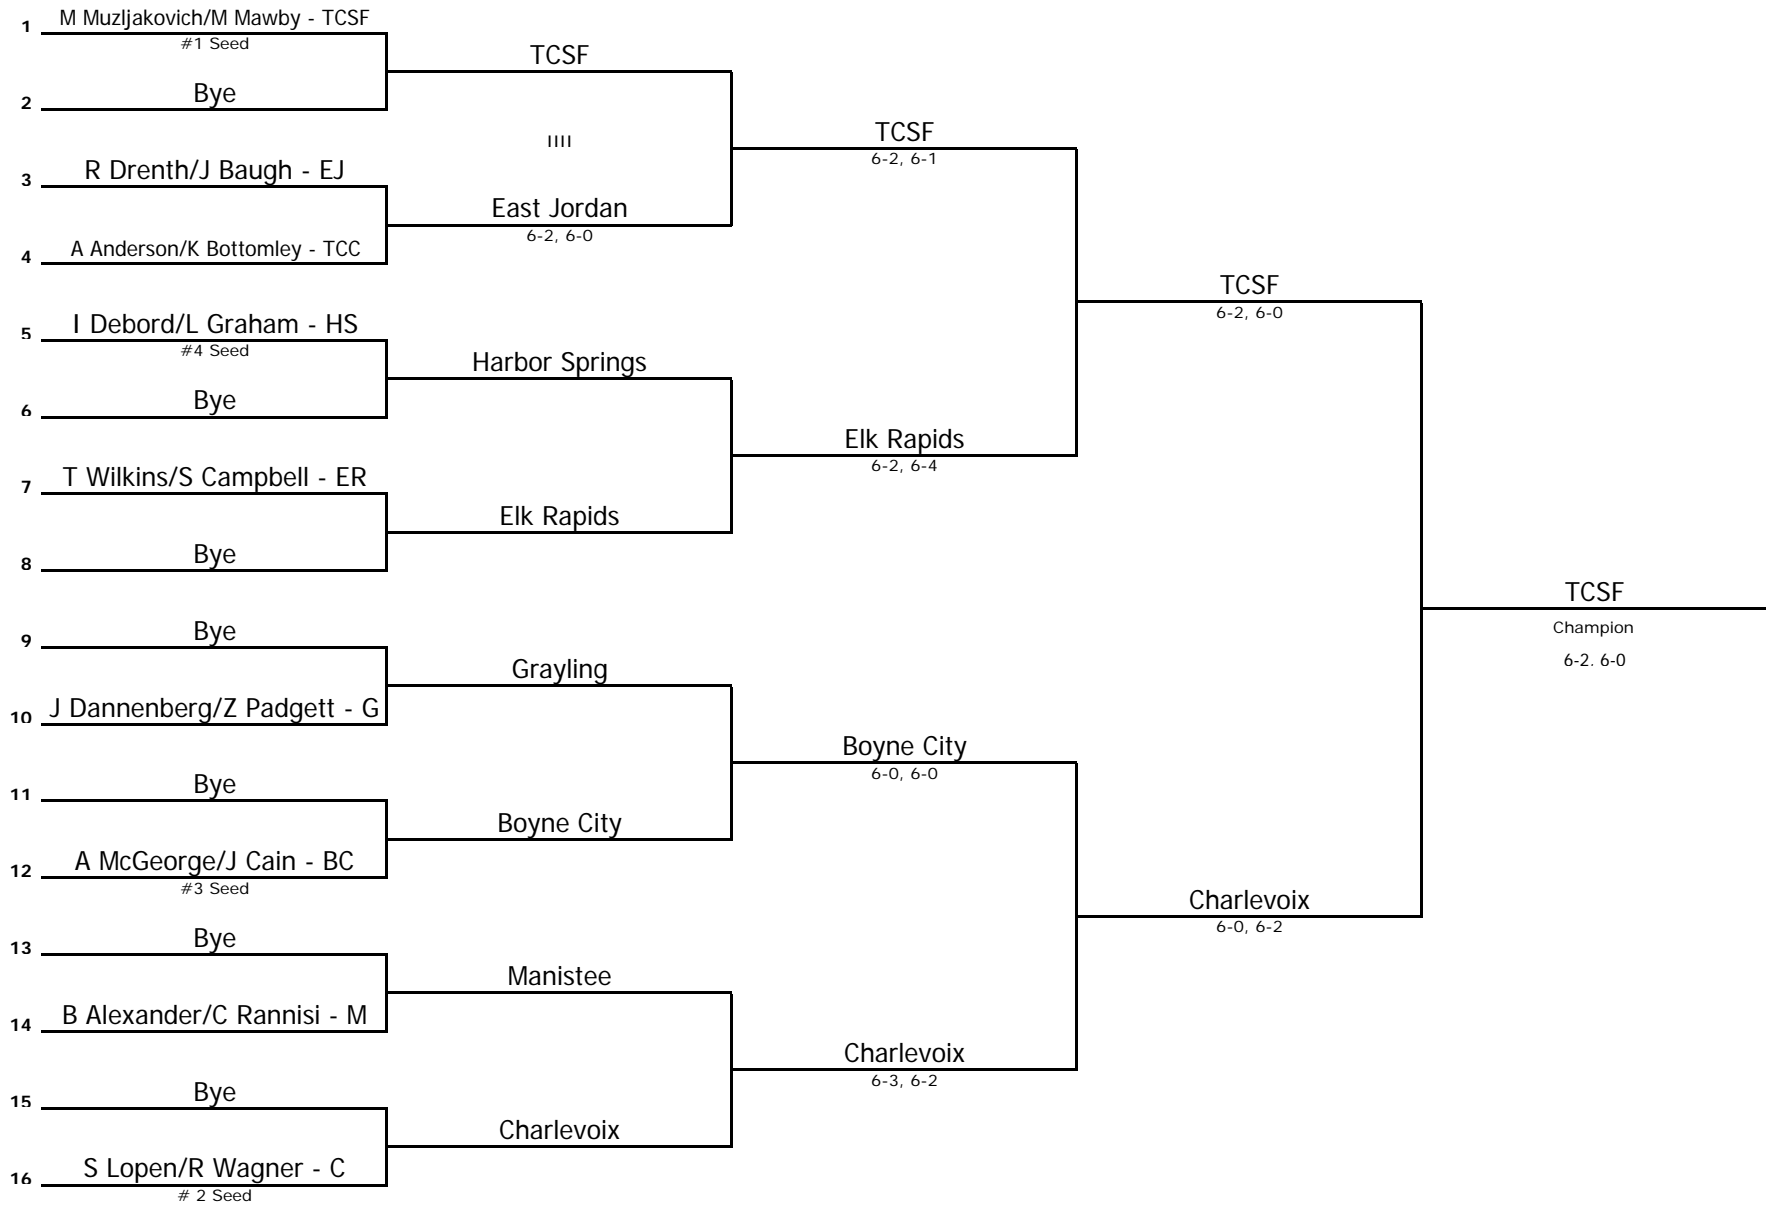 1 M Muzljakovich/M Mawby - TCSF
#1 Seed
TCSF
2 Bye
IIII
TCSF
6-2, 6-1
3 R Drenth/J Baugh - EJ
East Jordan
6-2, 6-0
4 A Anderson/K Bottomley - TCC
TCSF
6-2, 6-0
5 I Debord/L Graham - HS
#4 Seed
Harbor Springs
6 Bye
Elk Rapids
6-2, 6-4
7 T Wilkins/S Campbell - ER
Elk Rapids
8 Bye
TCSF
Champion
6-2. 6-0
9 Bye
Grayling
10 J Dannenberg/Z Padgett - G
Boyne City
6-0, 6-0
11 Bye
Boyne City
12 A McGeorge/J Cain - BC
#3 Seed
Charlevoix
6-0, 6-2
13 Bye
Manistee
14 B Alexander/C Rannisi - M
Charlevoix
6-3, 6-2
15 Bye
Charlevoix
16 S Lopen/R Wagner - C
# 2 Seed